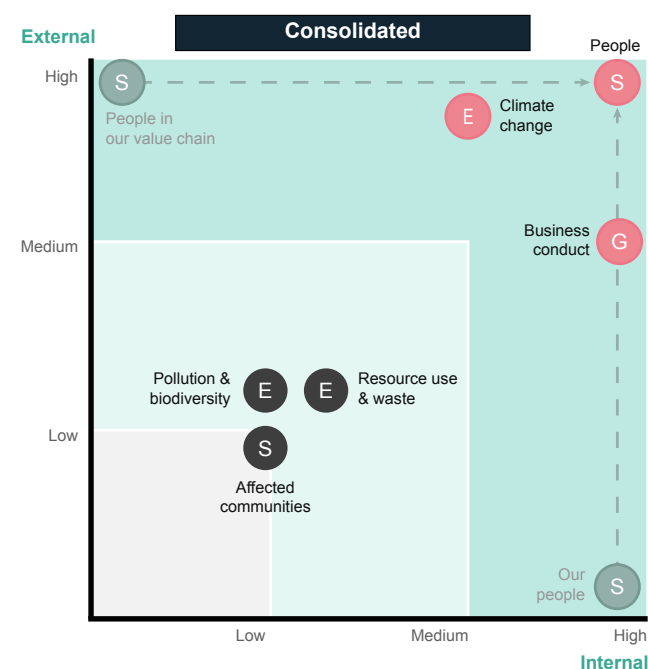 External
Consolidated
People
High
S
S
People in
our value chain
E
Climate
change
Medium
Business
conduct
G
Pollution &
biodiversity
E
E
Resource use
& waste
Low
S
Affected
communities
Our
people
S
Low
Medium
High
Internal